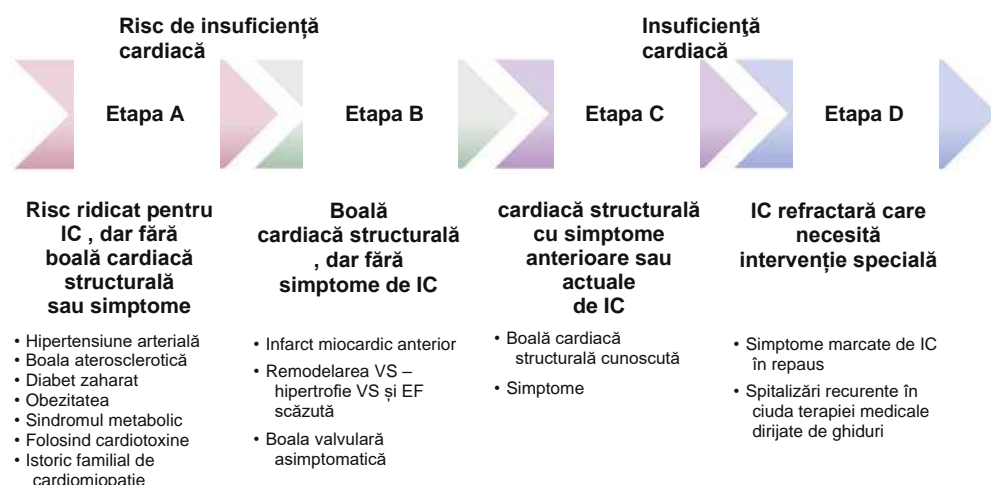 Risc de insuficiență
cardiacă
Insuficienţă
cardiacă
Etapa A
Etapa B
Etapa C
Etapa D
Risc ridicat pentru
IC , dar fără
boală cardiacă
structurală
sau simptome
• Hipertensiune arterială
• Boala aterosclerotică
• Diabet zaharat
• Obezitatea
• Sindromul metabolic
• Folosind cardiotoxine
• Istoric familial de
cardiomiopatie
Boală
cardiacă structurală
, dar fără
simptome de IC
• Infarct miocardic anterior
• Remodelarea VS –
hipertrofie VS și EF
scăzută
• Boala valvulară
asimptomatică
cardiacă structurală
cu simptome
anterioare sau
actuale
de IC
• Boală cardiacă
structurală cunoscută
• Simptome
IC refractară care
necesită
intervenție specială
• Simptome marcate de IC
în repaus
• Spitalizări recurente în
ciuda terapiei medicale
dirijate de ghiduri